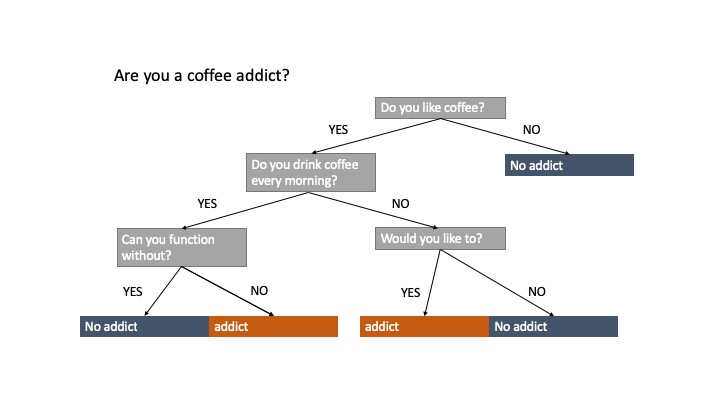 Are you a coffee addict?
Do you like coffee?
YES
NO
Do you drink coffee
every morning?
No addict
YES
NO
Can you function
without?
Would you like to?
YES
NO
YES
NO
No addict
addict
addict
No addict